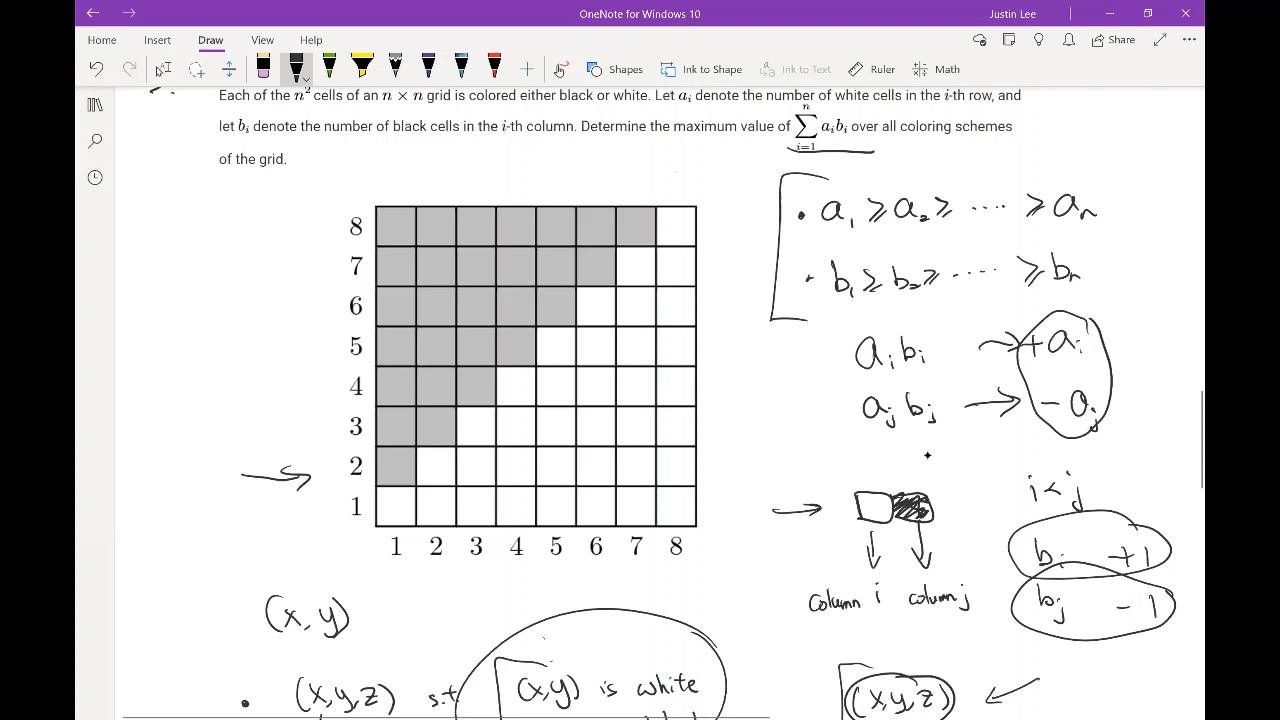 OneNote for Windows 10
Justin Lee
Home Insert Draw View Help
Share
Shapes Ink to Shape Ink to Text Ruler Math
Each of the n² cells of an n × n grid is colored either black or white. Let aᵢ denote the number of white cells in the i-th row, and
let bᵢ denote the number of black cells in the i-th column. Determine the maximum value of ∑ⁿᵢ₌₁ aᵢbᵢ over all coloring schemes
of the grid.
8
7
6
5
4
3
2
1
1 2 3 4 5 6 7 8
• a₁ ⩾ a₂ ⩾ ···· ⩾ aₙ
• b₁ ⩾ b₂ ⩾ ···· ⩾ bₙ
aᵢbᵢ → +aᵢ
aⱼbⱼ → −aⱼ
i < j
bᵢ +1
bⱼ −1
column i column j
(x,y)
• (x,y,z) s.t. (x,y) is white
(x,y,z)